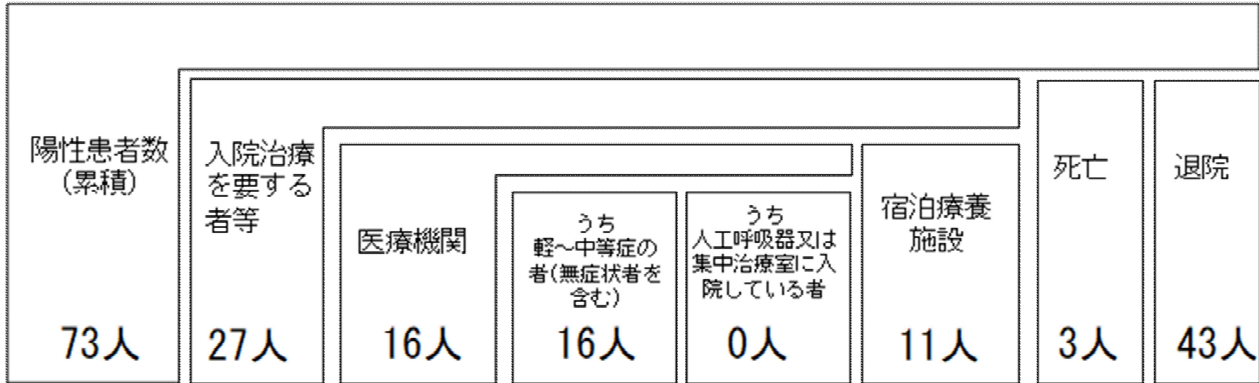 陽性患者数
(累積)
73人
入院治療
を要する
者等
27人
医療機関
16人
うち
軽～中等症の
者(無症状者を
含む)
16人
うち
人工呼吸器又は
集中治療室に入
院している者
0人
宿泊療養
施設
11人
死亡
3人
退院
43人